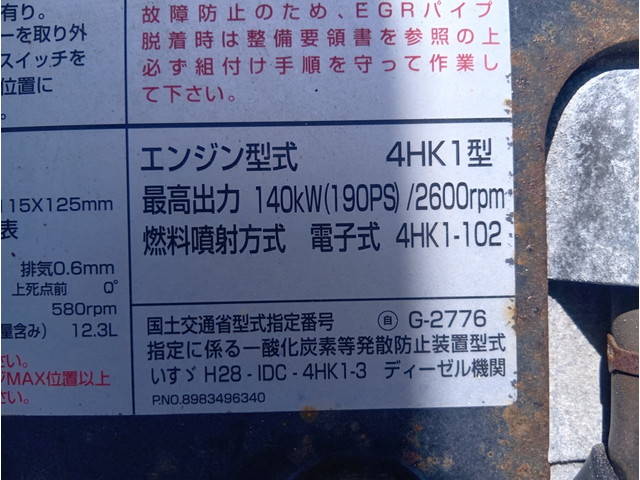 有り。
ーを取り外
スイッチを
位置に
。
115X125mm
表
排気0.6mm
上死点前 0°
580rpm
量含み) 12.3L
さい。
MAX位置以上
さい。
故障防止のため、EGRパイプ
脱着時は整備要領書を参照の上
必ず組付け手順を守って作業し
て下さい。
エンジン型式 4HK1型
最高出力 140kW(190PS)/2600rpm
燃料噴射方式 電子式 4HK1-102
国土交通省型式指定番号 ㊐ G-2776
指定に係る一酸化炭素等発散防止装置型式
いすゞ H28-IDC-4HK1-3 ディーゼル機関
P.NO.8983496340